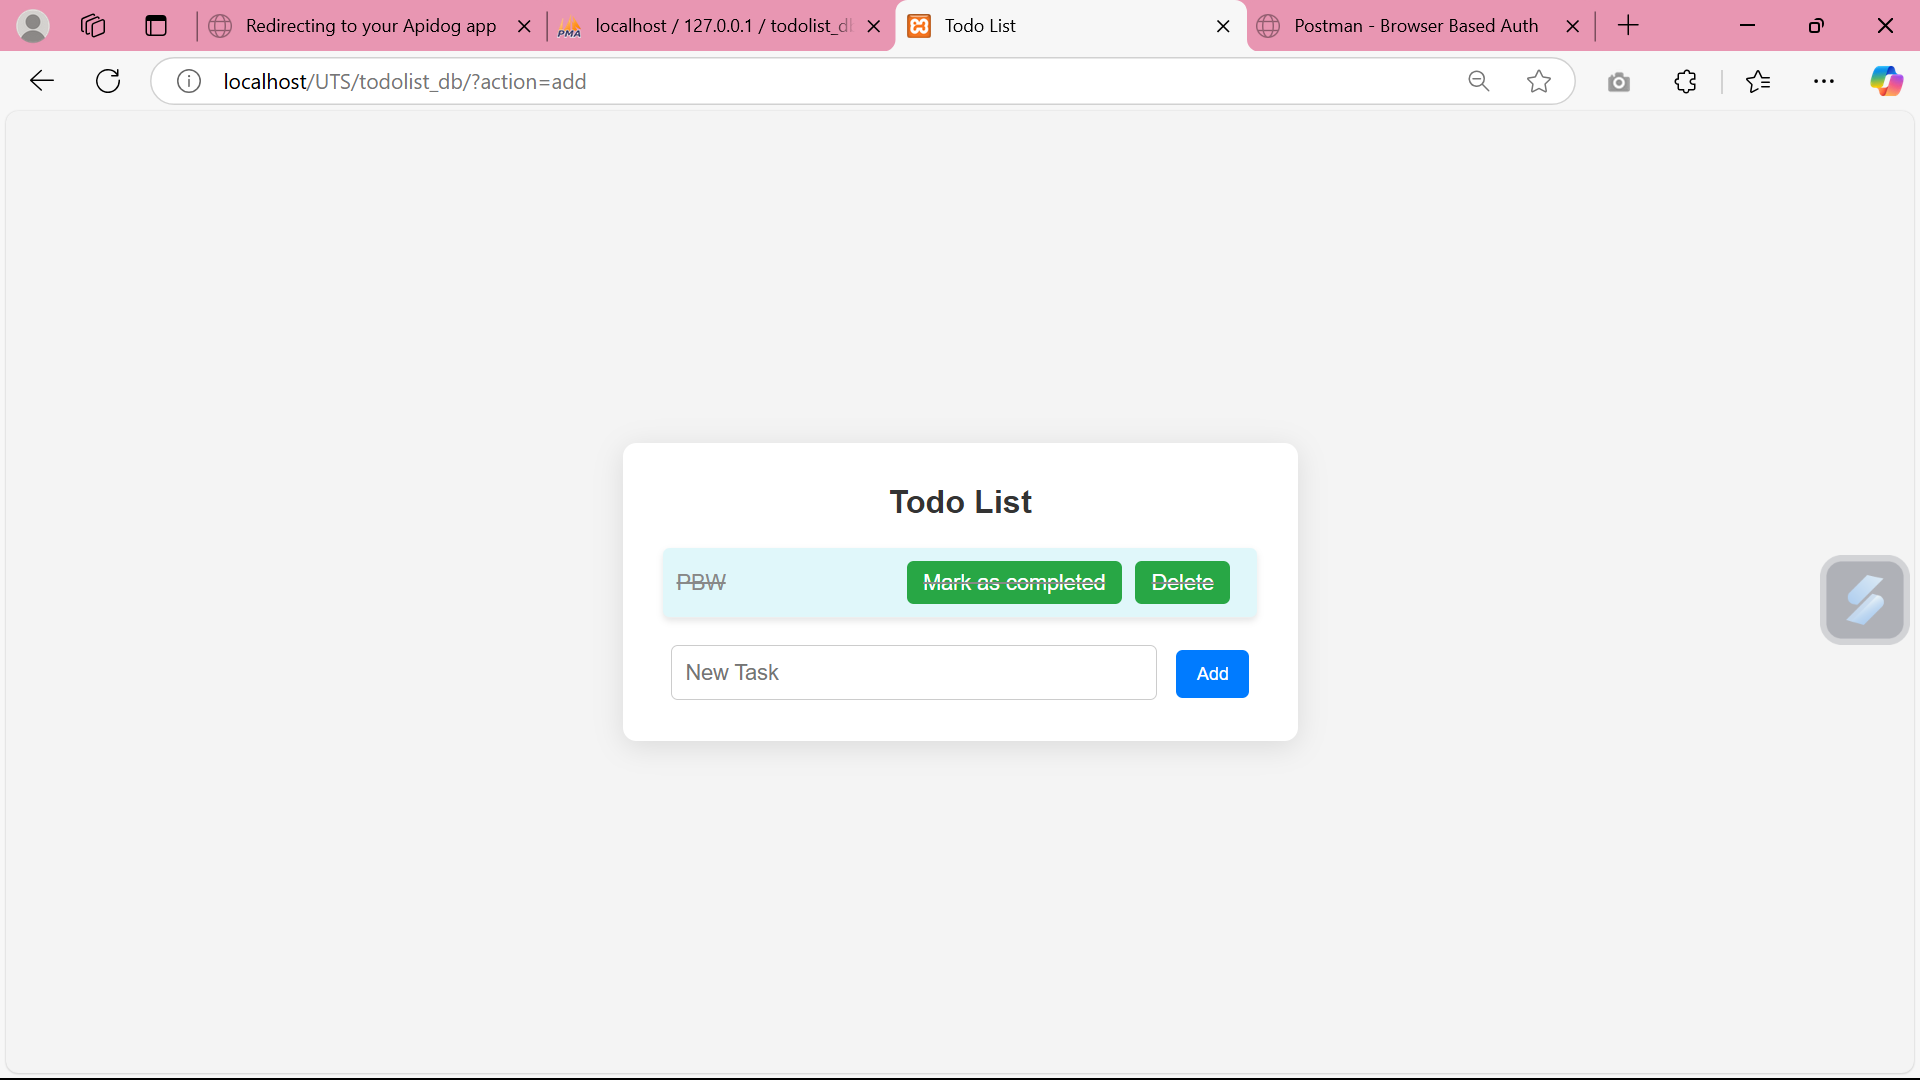 Redirecting to your Apidog app
PMA
localhost / 127.0.0.1 / todolist_d
Todo List
Postman - Browser Based Auth
localhost/UTS/todolist_db/?action=add
Todo List
PBW Mark as completed Delete
New Task Add